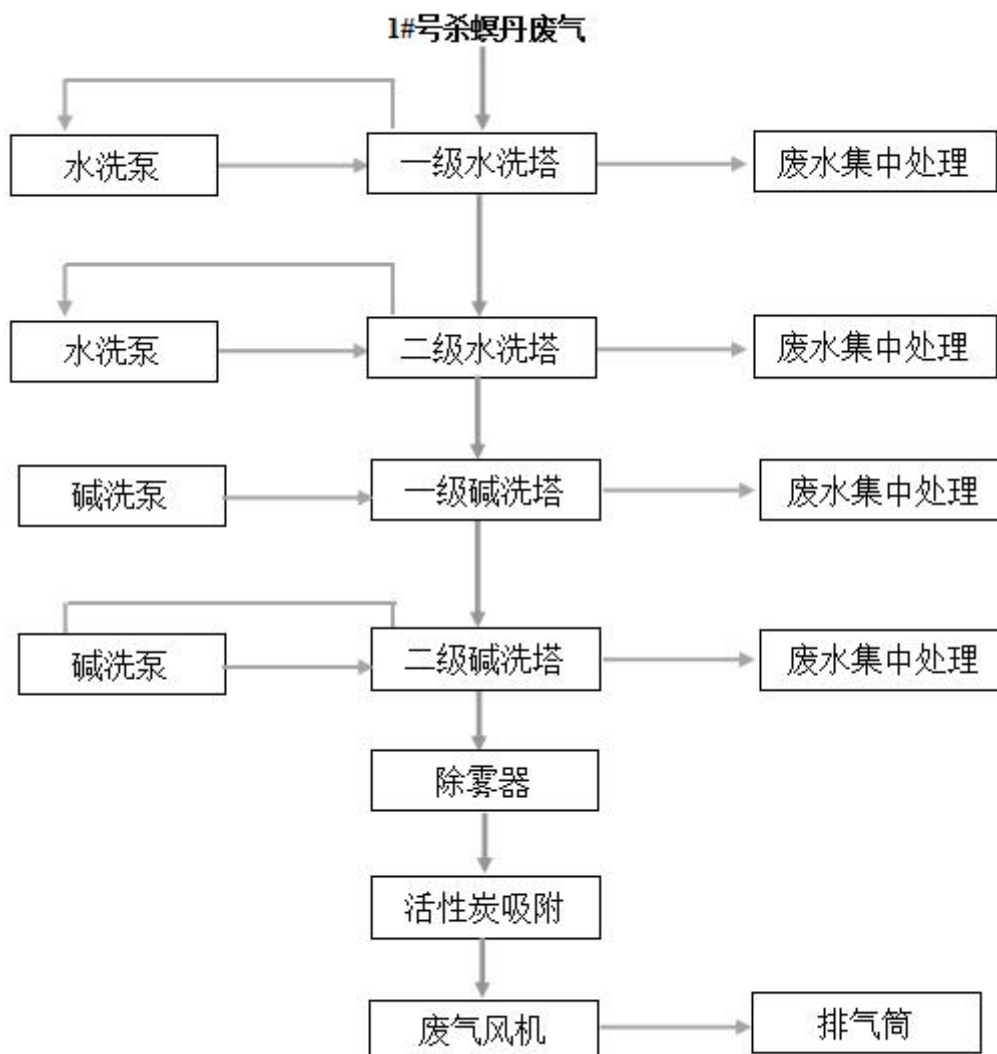 1#号杀螟丹废气
水洗泵
一级水洗塔
废水集中处理
水洗泵
二级水洗塔
废水集中处理
碱洗泵
一级碱洗塔
废水集中处理
碱洗泵
二级碱洗塔
废水集中处理
除雾器
活性炭吸附
废气风机
排气筒